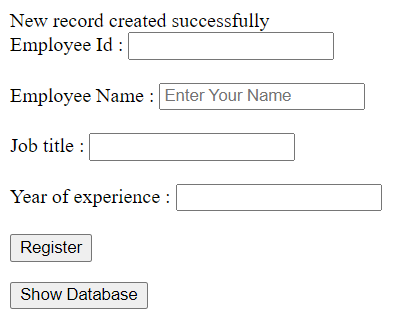 New record created successfully
Employee Id :
Employee Name : Enter Your Name
Job title :
Year of experience :
Register
Show Database